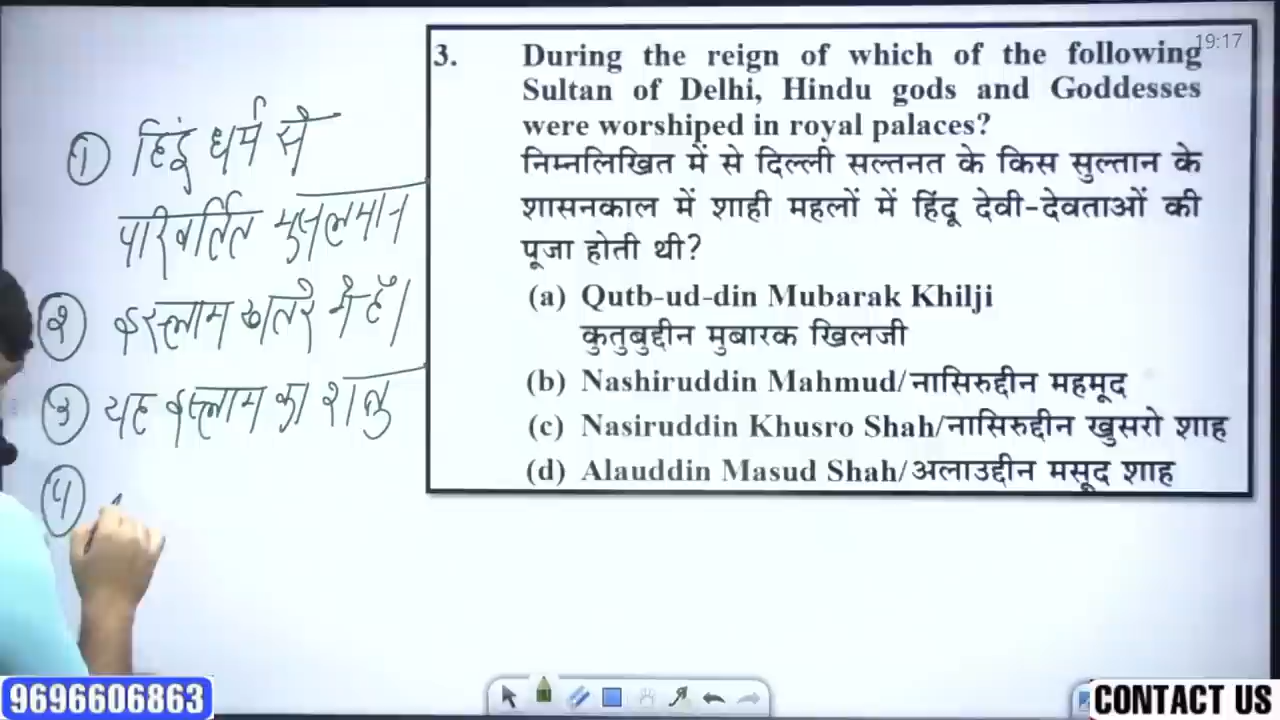 19:17
3. During the reign of which of the following
Sultan of Delhi, Hindu gods and Goddesses
were worshiped in royal palaces?
निम्नलिखित में से दिल्ली सल्तनत के किस सुल्तान के
शासनकाल में शाही महलों में हिंदू देवी-देवताओं की
पूजा होती थी?
(a) Qutb-ud-din Mubarak Khilji
कुतुबुद्दीन मुबारक खिलजी
(b) Nashiruddin Mahmud/नासिरुद्दीन महमूद
(c) Nasiruddin Khusro Shah/नासिरुद्दीन खुसरो शाह
(d) Alauddin Masud Shah/अलाउद्दीन मसूद शाह
① हिंदू धर्म से
परिवर्तित मुसलमान
② इस्लाम खतरे में है।
③ यह इस्लाम का शत्रु
④
9696606863
CONTACT US